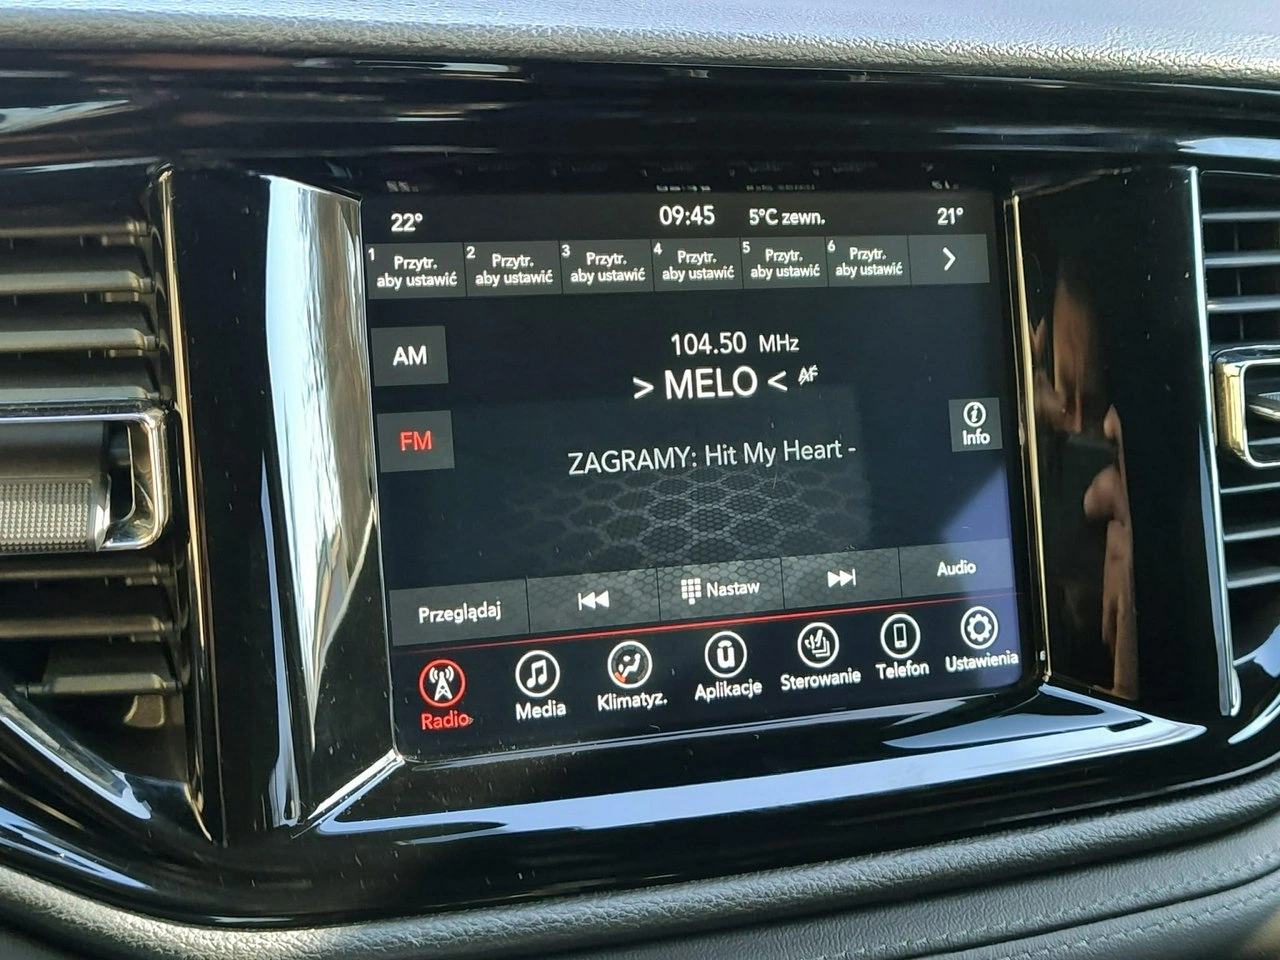 22° 09:45 5°C zewn. 21°
1 Przytr. aby ustawić
2 Przytr. aby ustawić
3 Przytr. aby ustawić
4 Przytr. aby ustawić
5 Przytr. aby ustawić
6 Przytr. aby ustawić
AM
104.50 MHz
> MELO < AF
FM
Info
ZAGRAMY: Hit My Heart -
Przeglądaj
Nastaw
Audio
Radio
Media
Klimatyz.
Aplikacje
Sterowanie
Telefon
Ustawienia